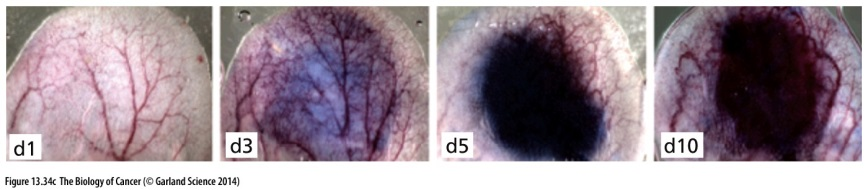 d1 d3 d5 d10
Figure 13.34c The Biology of Cancer (© Garland Science 2014)